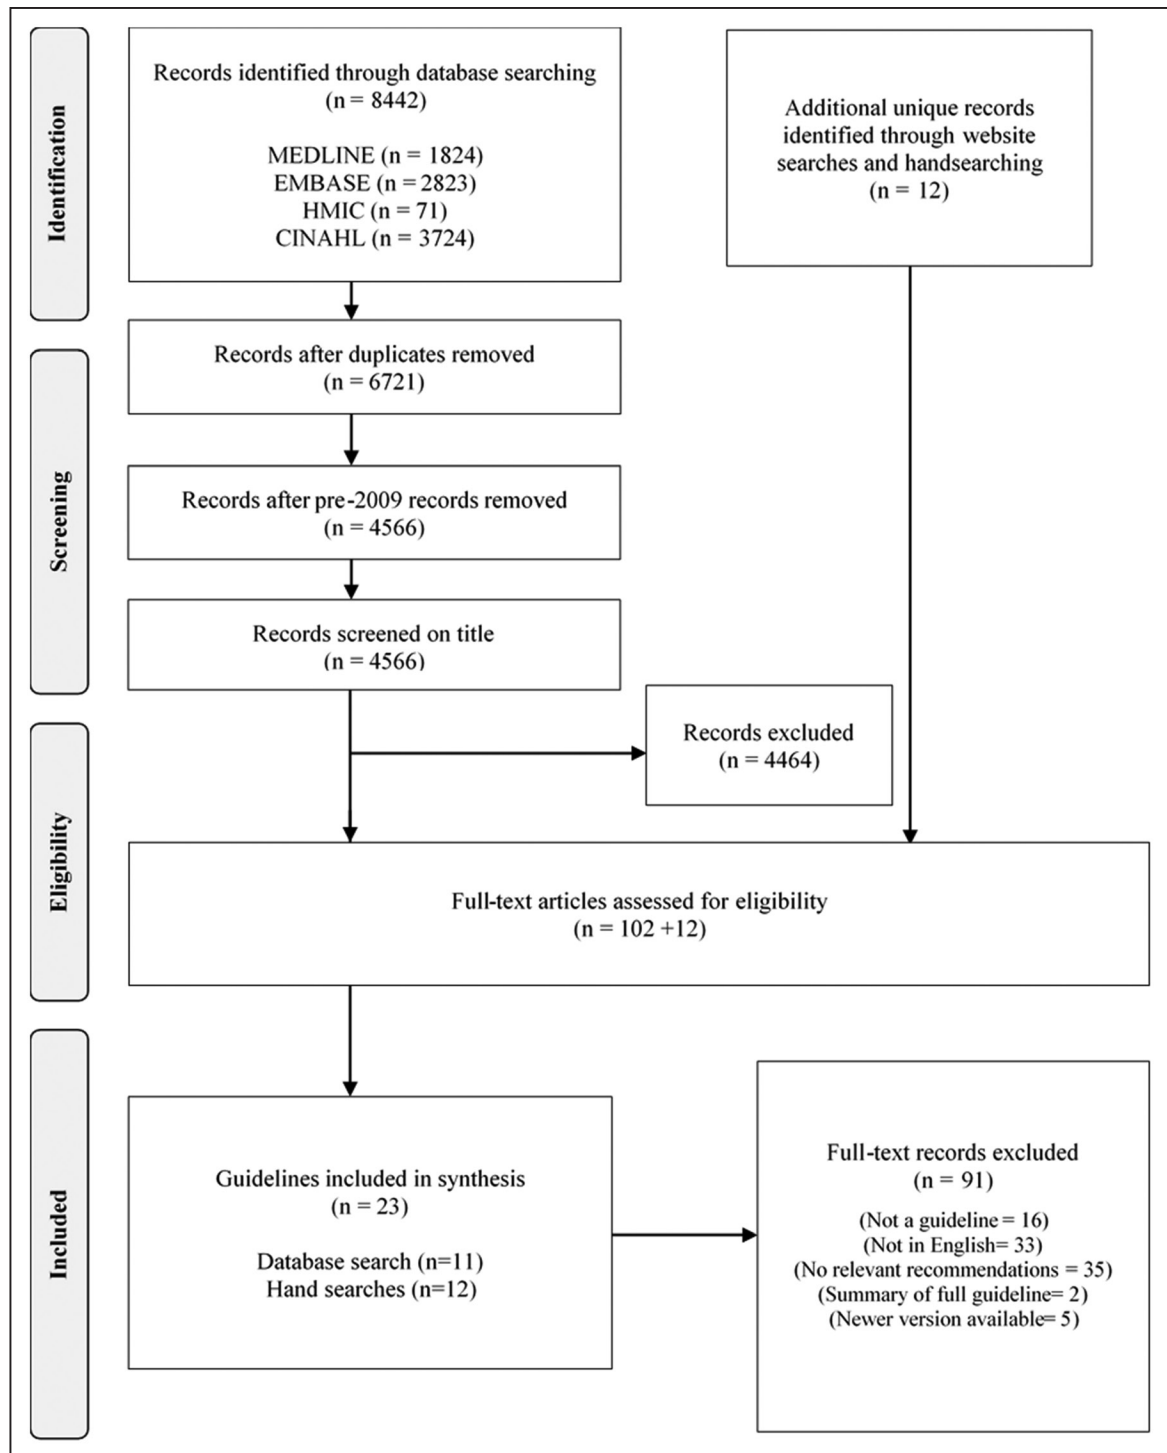 Identification
Records identified through database searching
(n = 8442)
MEDLINE (n = 1824)
EMBASE (n = 2823)
HMIC (n = 71)
CINAHL (n = 3724)
Additional unique records
identified through website
searches and handsearching
(n = 12)
Screening
Records after duplicates removed
(n = 6721)
Records after pre-2009 records removed
(n = 4566)
Records screened on title
(n = 4566)
Records excluded
(n = 4464)
Eligibility
Full-text articles assessed for eligibility
(n = 102 +12)
Included
Guidelines included in synthesis
(n = 23)
Database search (n=11)
Hand searches (n=12)
Full-text records excluded
(n = 91)
(Not a guideline = 16)
(Not in English= 33)
(No relevant recommendations = 35)
(Summary of full guideline= 2)
(Newer version available= 5)